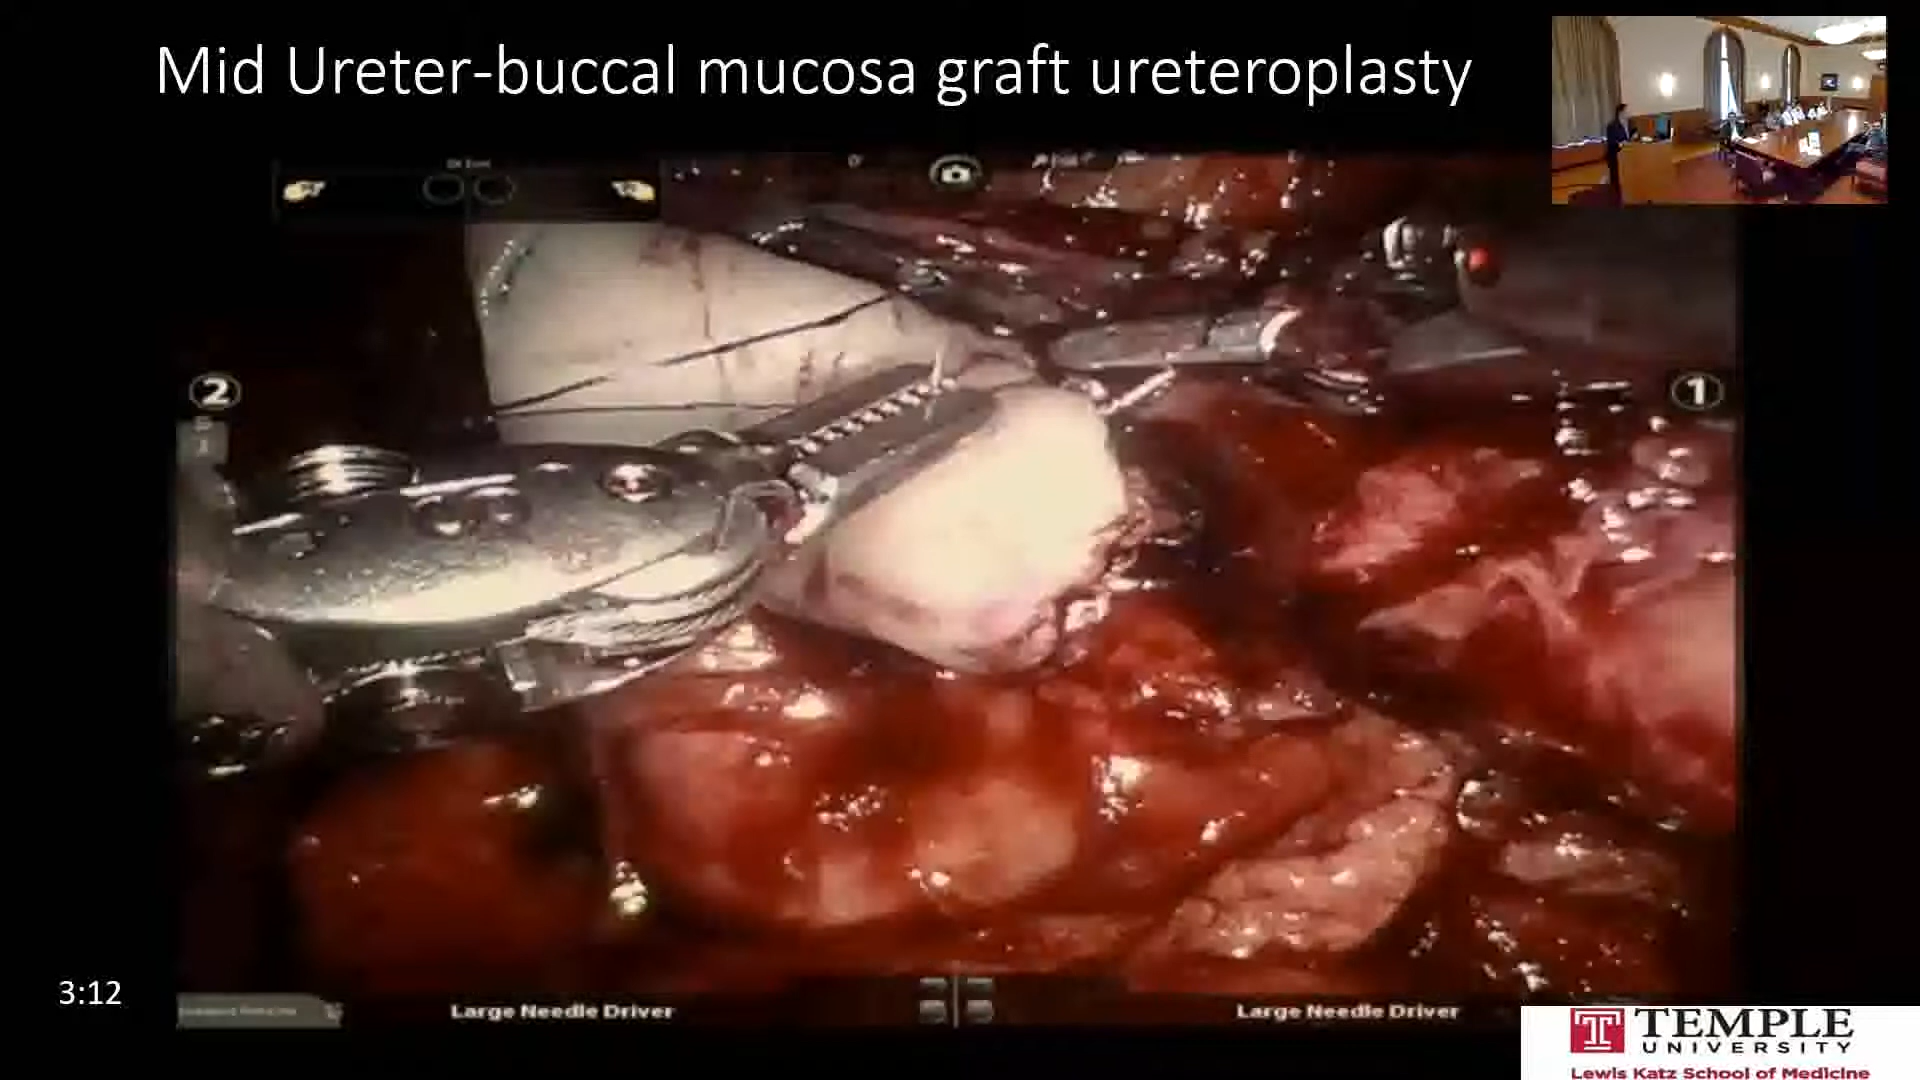 Mid Ureter-buccal mucosa graft ureteroplasty
2
1
3:12
Large Needle Driver
Large Needle Driver
TEMPLE
UNIVERSITY
Lewis Katz School of Medicine